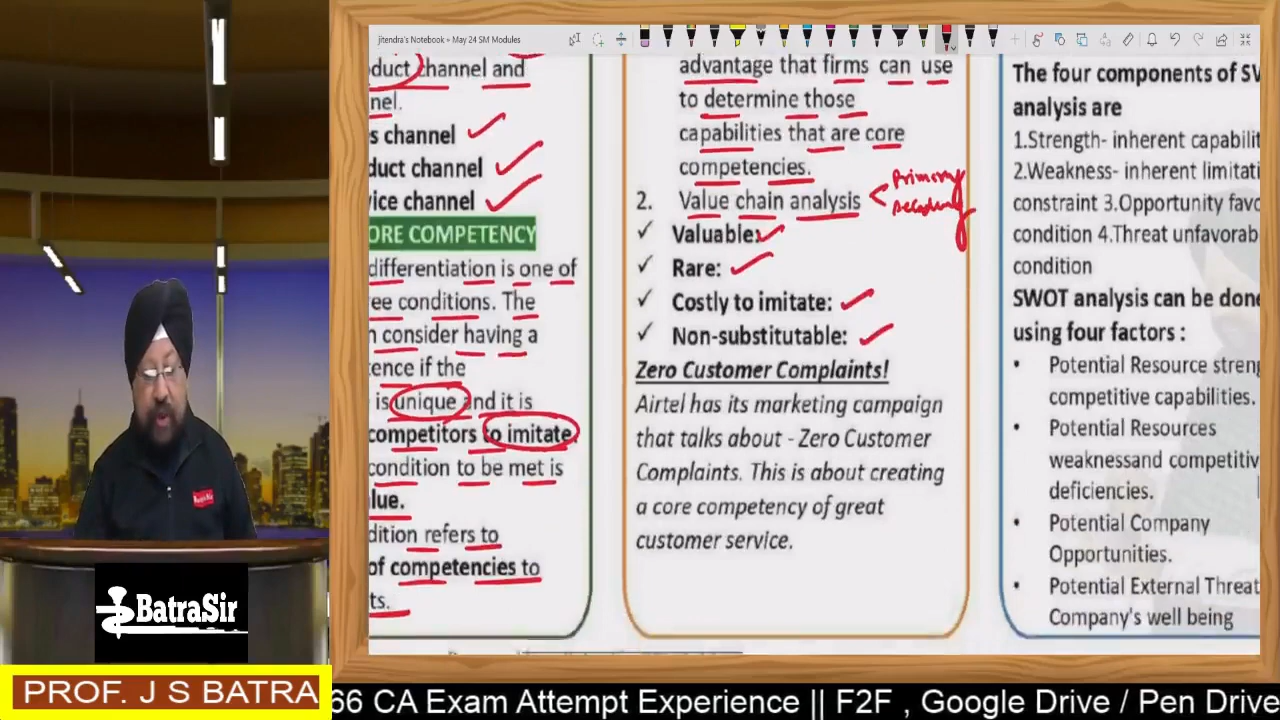 jitendra's Notebook » May 24 SM Modules
oduct channel and
nel.
s channel
duct channel
vice channel
ORE COMPETENCY
differentiation is one of
ree conditions. The
n consider having a
ence if the
is unique and it is
competitors to imitate.
condition to be met is
lue.
dition refers to
of competencies to
ts.
advantage that firms can use
to determine those
capabilities that are core
competencies.
2. Value chain analysis
Primary
Secondary
✓ Valuable:
✓ Rare:
✓ Costly to imitate:
✓ Non-substitutable:
Zero Customer Complaints!
Airtel has its marketing campaign
that talks about - Zero Customer
Complaints. This is about creating
a core competency of great
customer service.
The four components of SV
analysis are
1.Strength- inherent capabilit
2.Weakness- inherent limitati
constraint 3.Opportunity favo
condition 4.Threat unfavorab
condition
SWOT analysis can be done
using four factors :
• Potential Resource streng
competitive capabilities.
• Potential Resources
weaknessand competitiv
deficiencies.
• Potential Company
Opportunities.
• Potential External Threat
Company's well being
BatraSir
PROF. J S BATRA
66 CA Exam Attempt Experience || F2F , Google Drive / Pen Drive